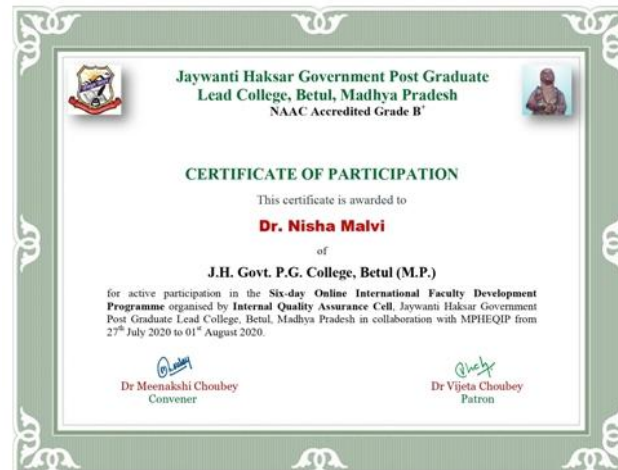 Jaywanti Haksar Government Post Graduate
Lead College, Betul, Madhya Pradesh
NAAC Accredited Grade B+
CERTIFICATE OF PARTICIPATION
This certificate is awarded to
Dr. Nisha Malvi
of
J.H. Govt. P.G. College, Betul (M.P.)
for active participation in the Six-day Online International Faculty Development
Programme organised by Internal Quality Assurance Cell, Jaywanti Haksar Government
Post Graduate Lead College, Betul, Madhya Pradesh in collaboration with MPHEQIP from
27th July 2020 to 01st August 2020.
Dr Meenakshi Choubey
Convener
Dr Vijeta Choubey
Patron